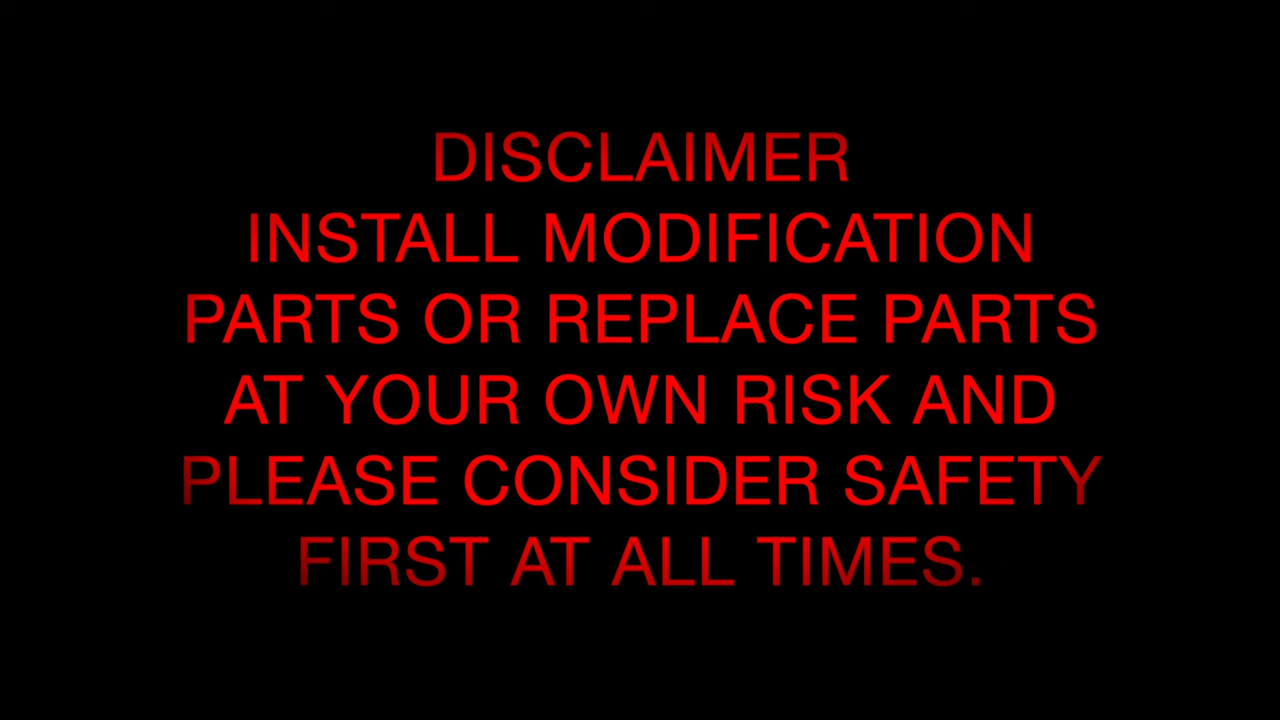 DISCLAIMER
INSTALL MODIFICATION
PARTS OR REPLACE PARTS
AT YOUR OWN RISK AND
PLEASE CONSIDER SAFETY
FIRST AT ALL TIMES.